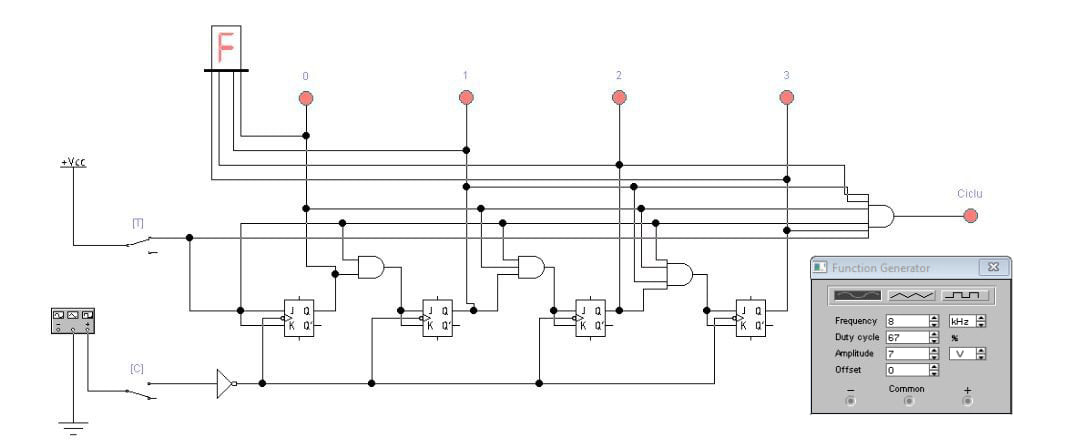 F
0 1 2 3
+Vcc
Ciclu
[T]
Function Generator
J Q J Q J Q J Q
K Q' K Q' K Q' K Q'
Frequency 8 kHz
Duty cycle 67 %
Amplitude 7 V
Offset 0
[C]
− Common +